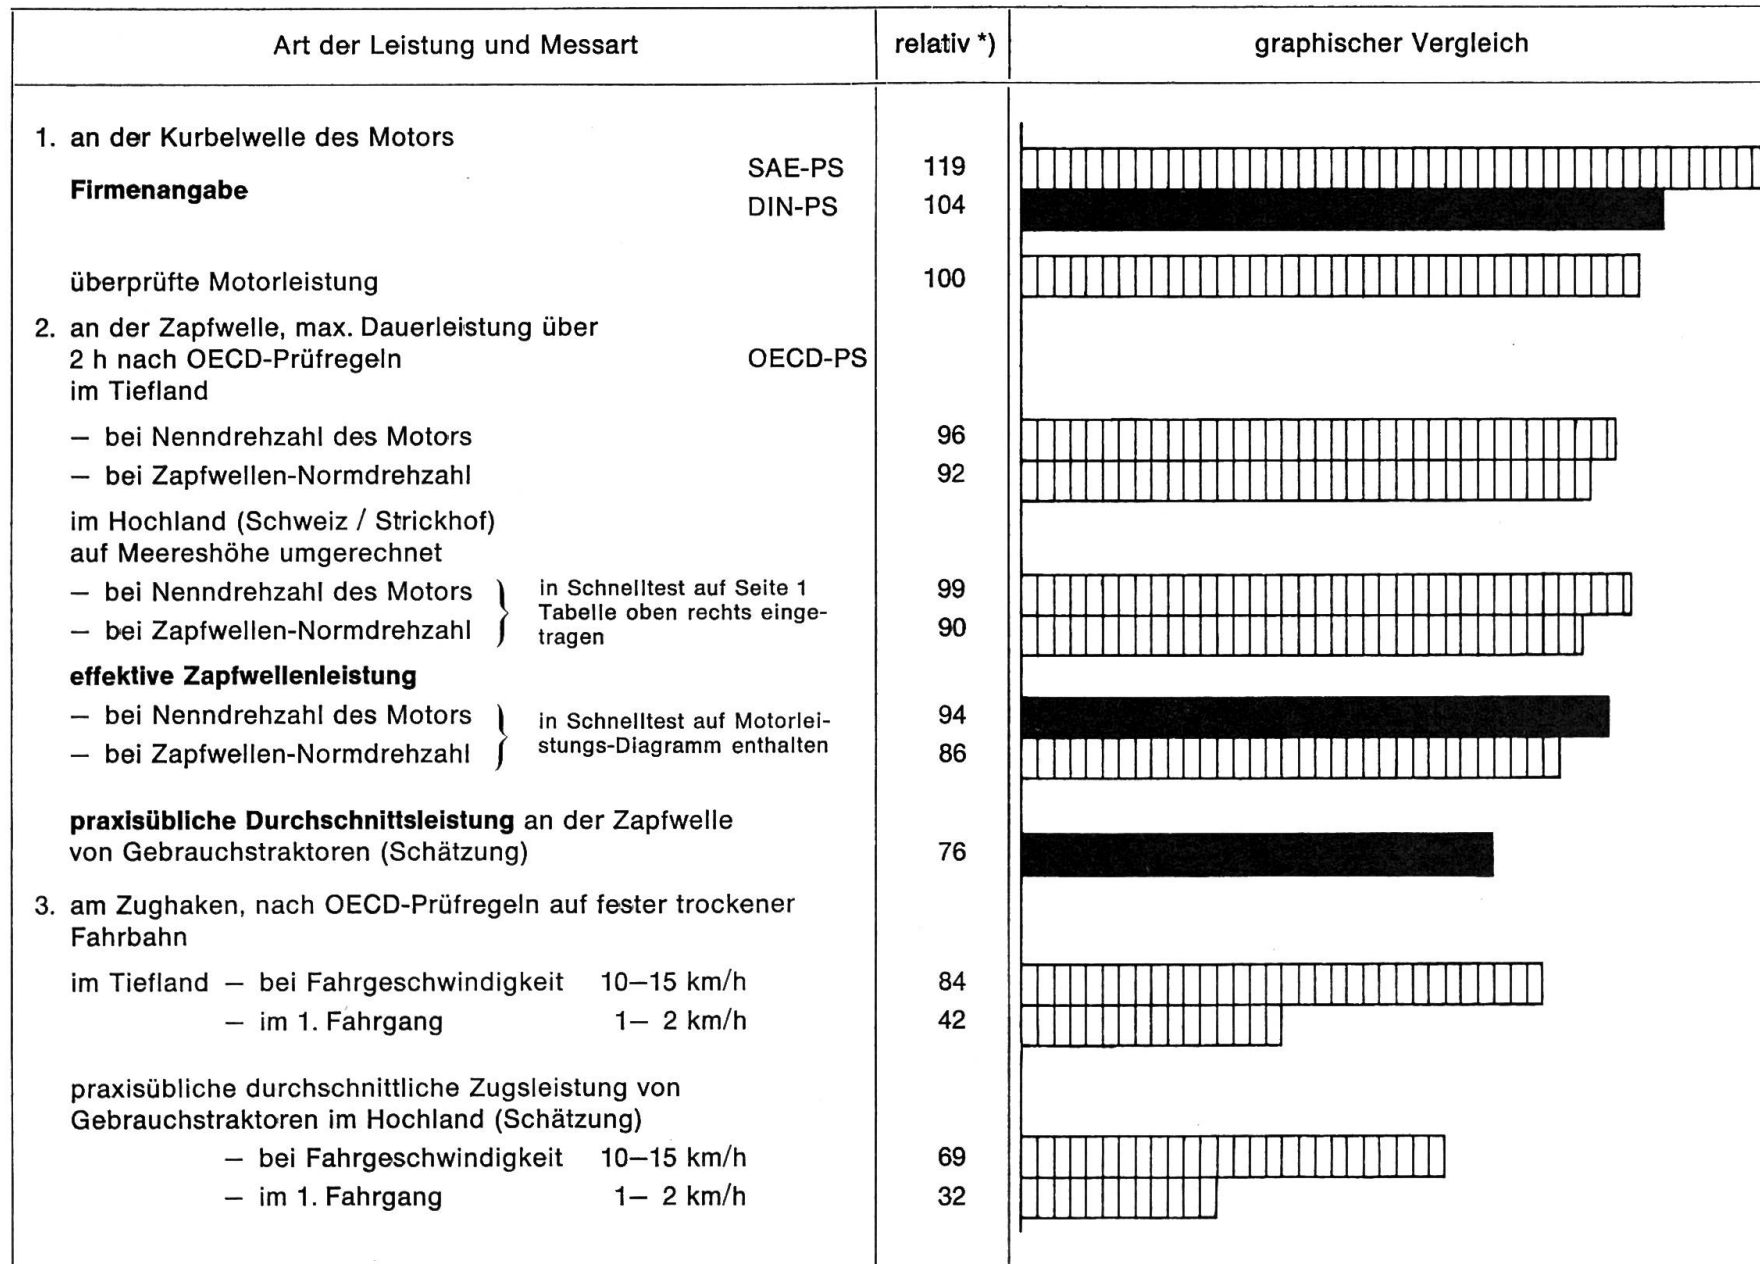 Art der Leistung und Messart relativ *) graphischer Vergleich
1. an der Kurbelwelle des Motors
SAE-PS 119
Firmenangabe
DIN-PS 104
überprüfte Motorleistung 100
2. an der Zapfwelle, max. Dauerleistung über
2 h nach OECD-Prüfregeln OECD-PS
im Tiefland
— bei Nenndrehzahl des Motors 96
— bei Zapfwellen-Normdrehzahl 92
im Hochland (Schweiz / Strickhof)
auf Meereshöhe umgerechnet
— bei Nenndrehzahl des Motors 99
— bei Zapfwellen-Normdrehzahl 90
in Schnelltest auf Seite 1
Tabelle oben rechts einge-
tragen
effektive Zapfwellenleistung
— bei Nenndrehzahl des Motors 94
— bei Zapfwellen-Normdrehzahl 86
in Schnelltest auf Motorlei-
stungs-Diagramm enthalten
praxisübliche Durchschnittsleistung an der Zapfwelle
von Gebrauchstraktoren (Schätzung) 76
3. am Zughaken, nach OECD-Prüfregeln auf fester trockener
Fahrbahn
im Tiefland — bei Fahrgeschwindigkeit 10—15 km/h 84
— im 1. Fahrgang 1— 2 km/h 42
praxisübliche durchschnittliche Zugsleistung von
Gebrauchstraktoren im Hochland (Schätzung)
— bei Fahrgeschwindigkeit 10—15 km/h 69
— im 1. Fahrgang 1— 2 km/h 32